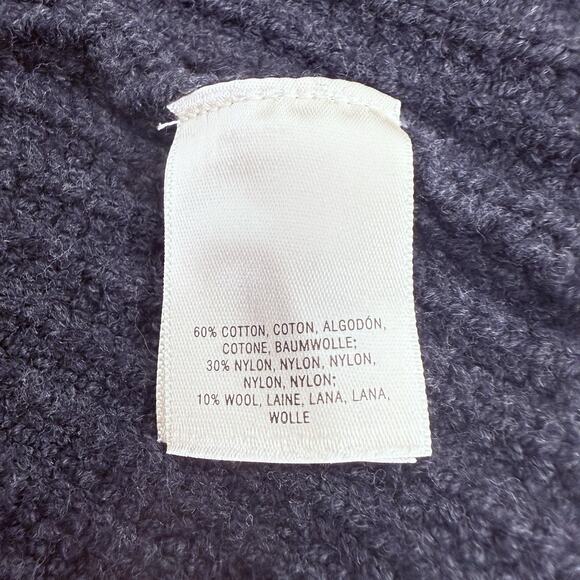 60% COTTON, COTON, ALGODÓN,
COTONE, BAUMWOLLE;
30% NYLON, NYLON, NYLON,
NYLON, NYLON;
10% WOOL, LAINE, LANA, LANA,
WOLLE